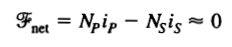 ℱnet = NPiP − NSiS ≈ 0